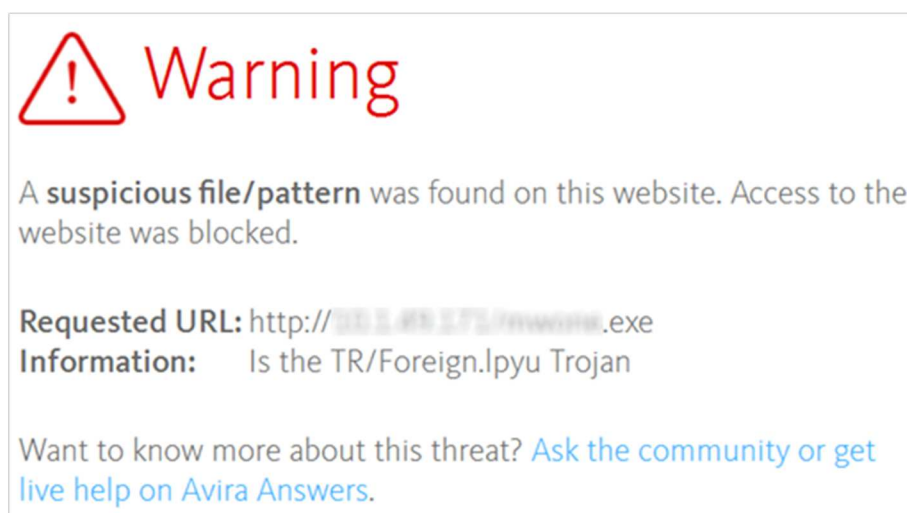 Warning
A suspicious file/pattern was found on this website. Access to the
website was blocked.
Requested URL: http://.exe
Information: Is the TR/Foreign.lpyu Trojan
Want to know more about this threat? Ask the community or get
live help on Avira Answers.